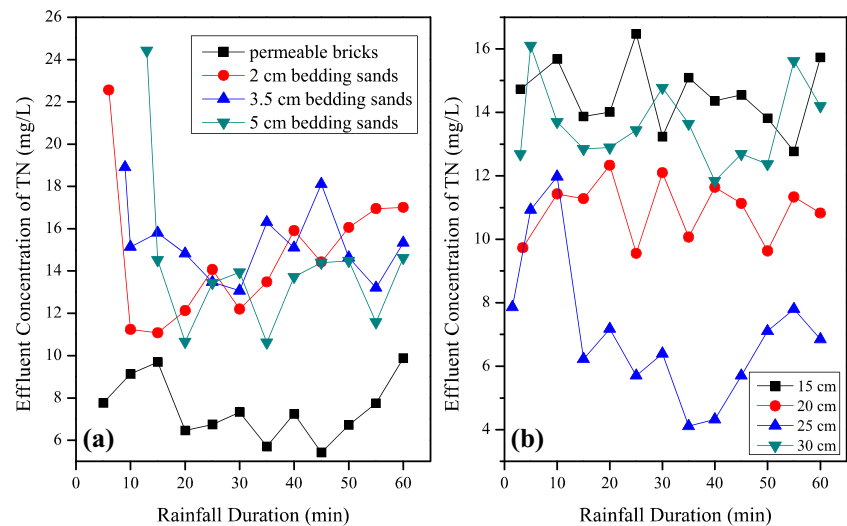 26
24
22
20
18
16
14
12
10
8
6
Effluent Concentration of TN (mg/L)
permeable bricks
2 cm bedding sands
3.5 cm bedding sands
5 cm bedding sands
(a)
0 10 20 30 40 50 60
Rainfall Duration (min)
16
14
12
10
8
6
4
Effluent Concentration of TN (mg/L)
15 cm
20 cm
25 cm
30 cm
(b)
0 10 20 30 40 50 60
Rainfall Duration (min)